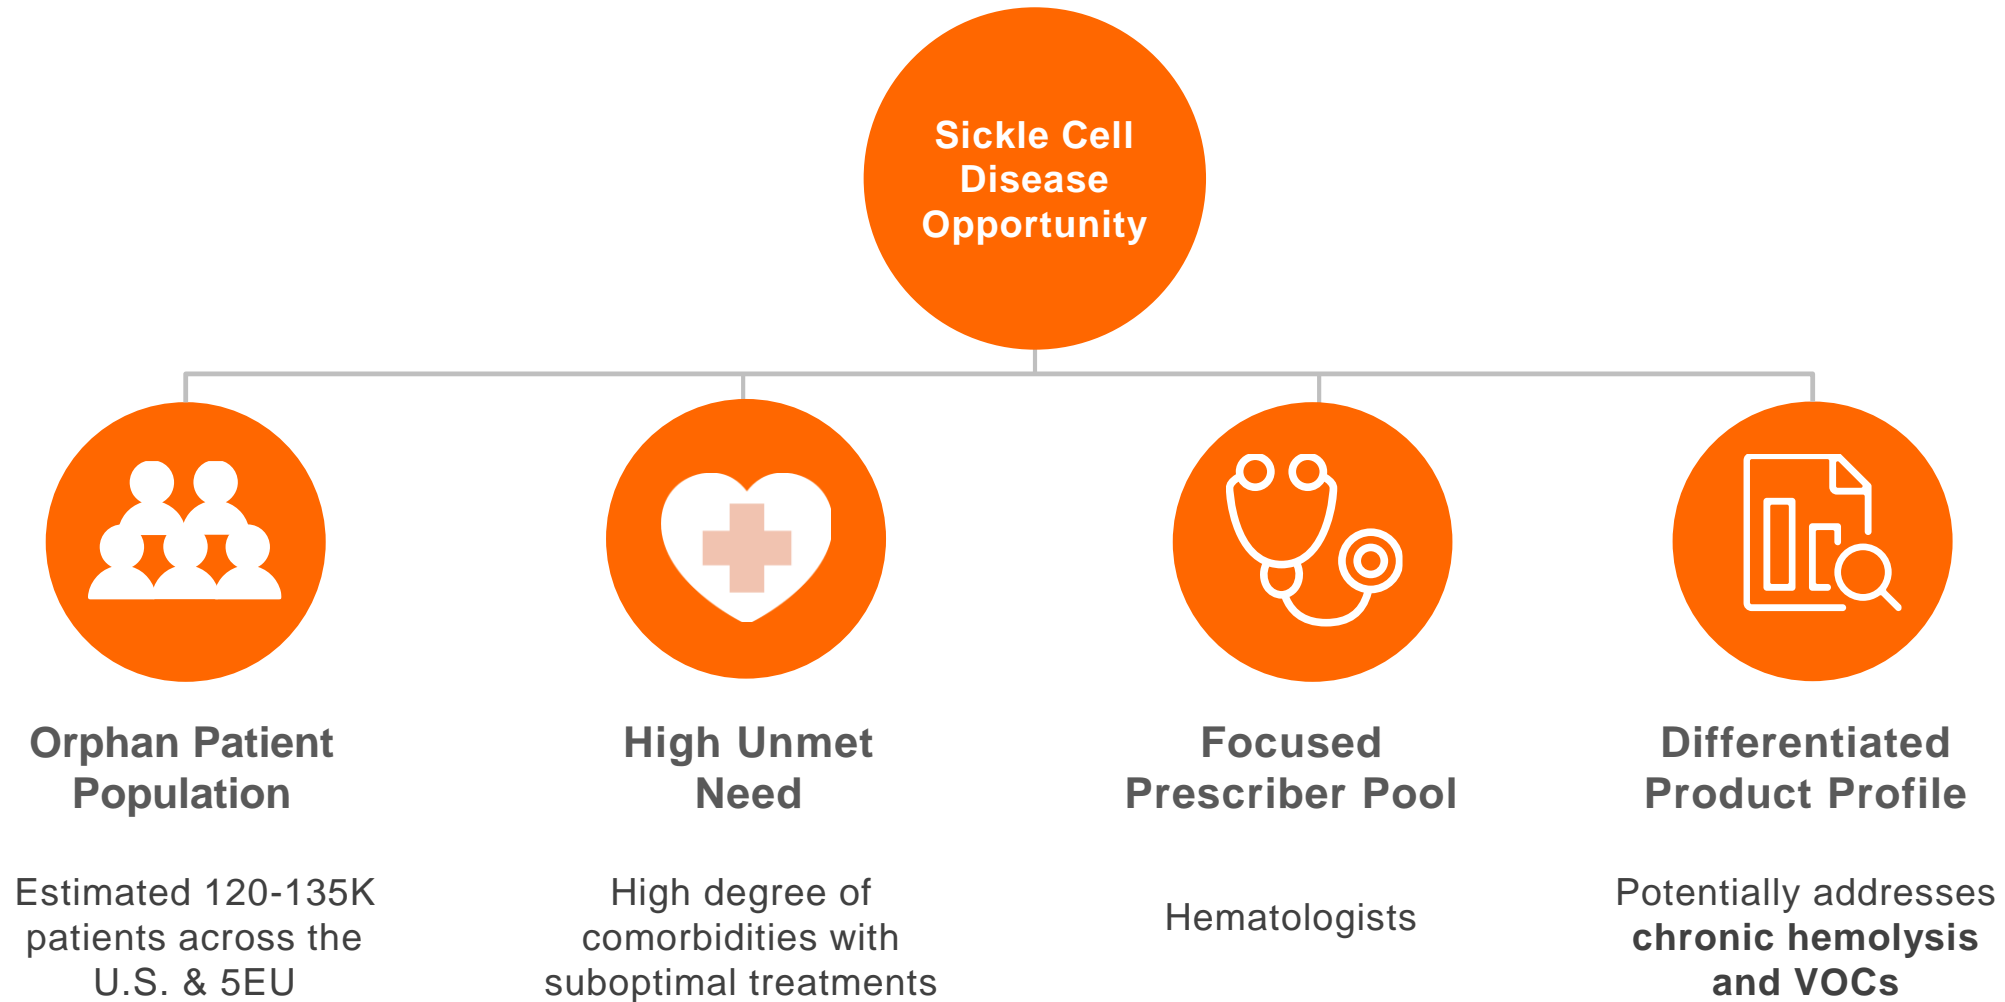 Sickle Cell
Disease
Opportunity
Orphan Patient
Population
Estimated 120-135K
patients across the
U.S. & 5EU
High Unmet
Need
High degree of
comorbidities with
suboptimal treatments
Focused
Prescriber Pool
Hematologists
Differentiated
Product Profile
Potentially addresses
chronic hemolysis
and VOCs